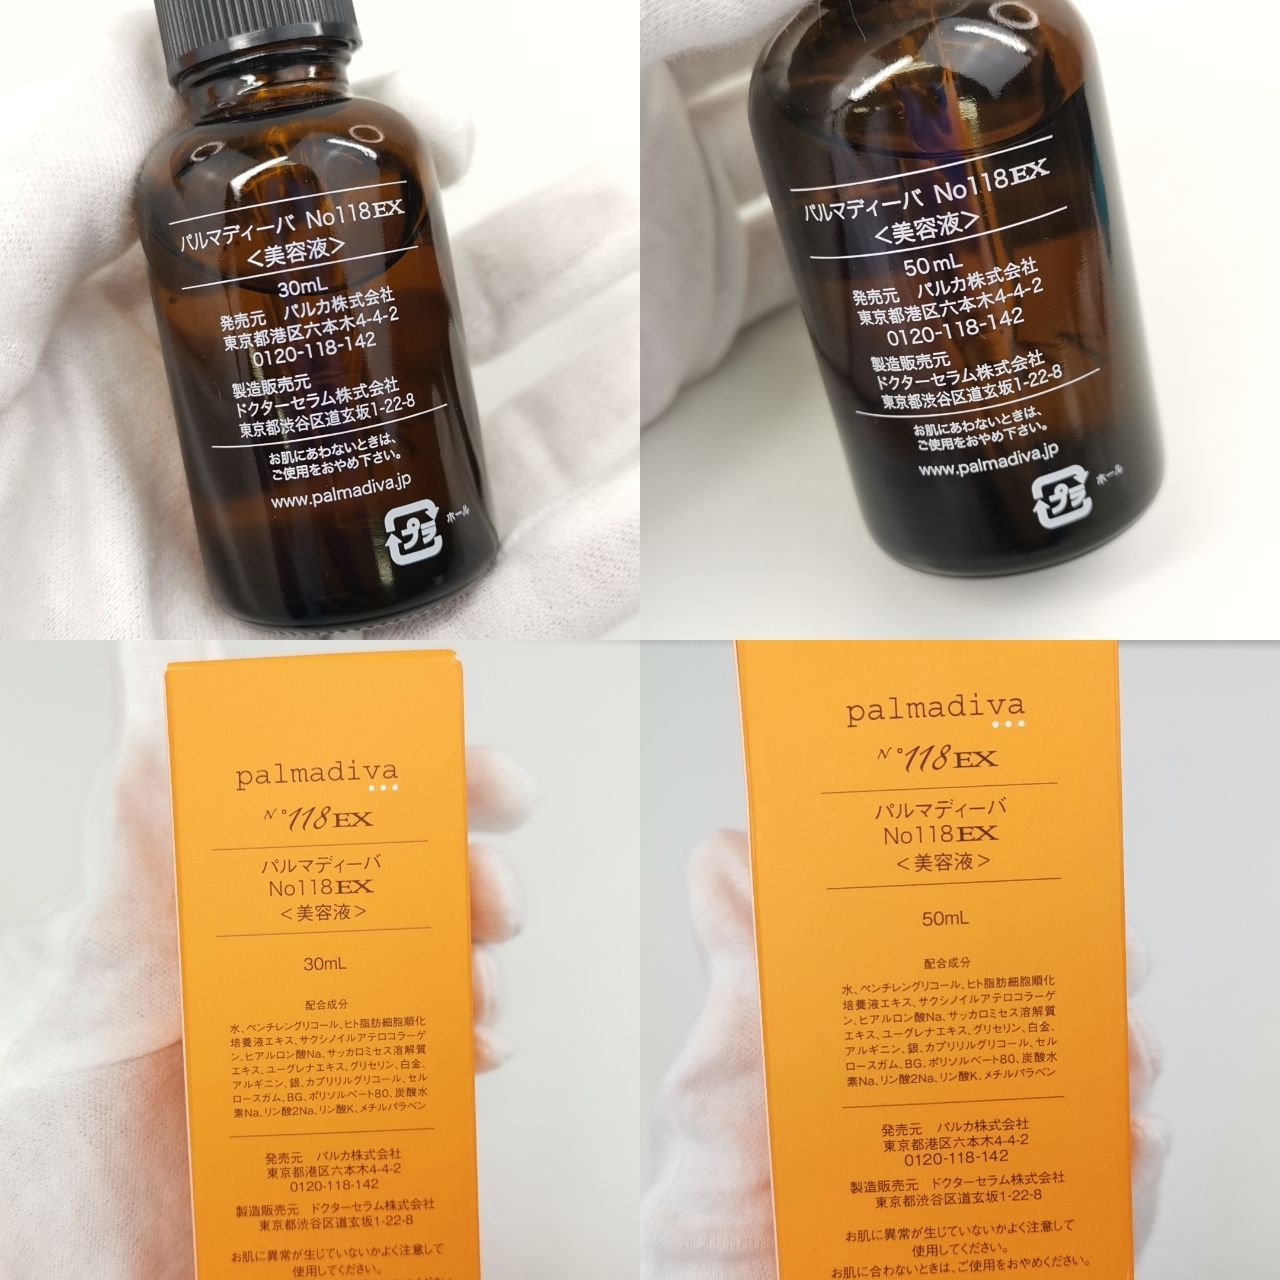 パルマディーバ No118EX
<美容液>
30mL
発売元 パルカ株式会社
東京都港区六本木4-4-2
0120-118-142
製造販売元
ドクターセラム株式会社
東京都渋谷区道玄坂1-22-8
お肌にあわないときは、
ご使用をおやめ下さい。
www.palmadiva.jp
プラ
ホール
パルマディーバ No118EX
<美容液>
50mL
発売元 パルカ株式会社
東京都港区六本木4-4-2
0120-118-142
製造販売元
ドクターセラム株式会社
東京都渋谷区道玄坂1-22-8
お肌にあわないときは、
ご使用をおやめ下さい。
www.palmadiva.jp
プラ
ホール
palmadiva
N°118EX
パルマディーバ
No118EX
<美容液>
30mL
配合成分
水、ペンチレングリコール、ヒト脂肪細胞順化
培養液エキス、サクシノイルアテロコラーゲ
ン、ヒアルロン酸Na、サッカロミセス溶解質
エキス、ユーグレナエキス、グリセリン、白金、
アルギニン、銀、カプリリルグリコール、セル
ロースガム、BG、ポリソルベート80、炭酸水
素Na、リン酸2Na、リン酸K、メチルパラベン
発売元 パルカ株式会社
東京都港区六本木4-4-2
0120-118-142
製造販売元 ドクターセラム株式会社
東京都渋谷区道玄坂1-22-8
お肌に異常が生じていないかよく注意して
使用してください。
palmadiva
N°118EX
パルマディーバ
No118EX
<美容液>
50mL
配合成分
水、ペンチレングリコール、ヒト脂肪細胞順化
培養液エキス、サクシノイルアテロコラーゲ
ン、ヒアルロン酸Na、サッカロミセス溶解質
エキス、ユーグレナエキス、グリセリン、白金、
アルギニン、銀、カプリリルグリコール、セル
ロースガム、BG、ポリソルベート80、炭酸水
素Na、リン酸2Na、リン酸K、メチルパラベン
発売元 パルカ株式会社
東京都港区六本木4-4-2
0120-118-142
製造販売元 ドクターセラム株式会社
東京都渋谷区道玄坂1-22-8
お肌に異常が生じていないかよく注意して
使用してください。
お肌に合わないときは、ご使用をおやめください。